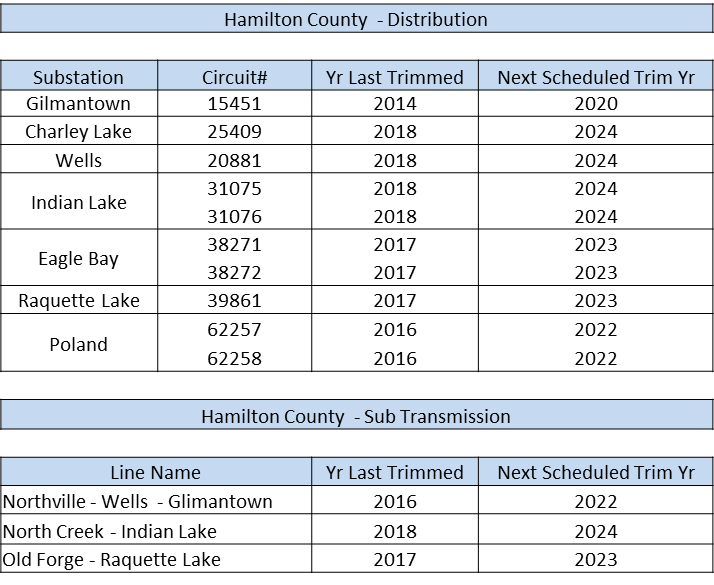 Hamilton County - Distribution
Substation Circuit# Yr Last Trimmed Next Scheduled Trim Yr
Gilmantown 15451 2014 2020
Charley Lake 25409 2018 2024
Wells 20881 2018 2024
Indian Lake 31075 2018 2024
31076 2018 2024
Eagle Bay 38271 2017 2023
38272 2017 2023
Raquette Lake 39861 2017 2023
Poland 62257 2016 2022
62258 2016 2022
Hamilton County - Sub Transmission
Line Name Yr Last Trimmed Next Scheduled Trim Yr
Northville - Wells - Glimantown 2016 2022
North Creek - Indian Lake 2018 2024
Old Forge - Raquette Lake 2017 2023